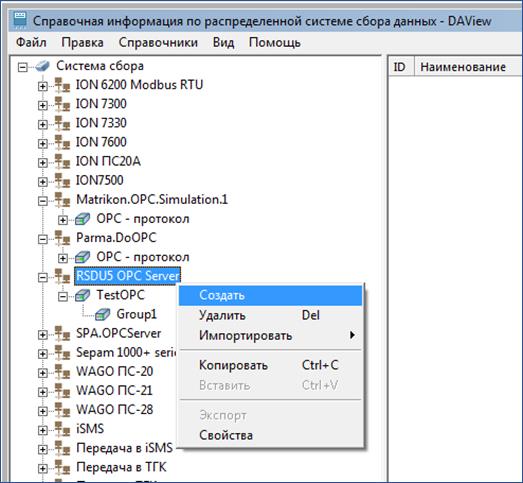 Справочная информация по распределенной системе сбора данных - DAView
Файл Правка Справочники Вид Помощь
Система сбора
ID Наименование
ION 6200 Modbus RTU
ION 7300
ION 7330
ION 7600
ION ПС20А
ION7500
Matrikon.OPC.Simulation.1
OPC - протокол
Parma.DoOPC
OPC - протокол
RSDU5 OPC Server
TestOPC
Group1
SPA.OPCServer
Sepam 1000+ serie
WAGO ПС-20
WAGO ПС-21
WAGO ПС-28
iSMS
Передача в iSMS
Передача в ТГК
Создать
Удалить Del
Импортировать
Копировать Ctrl+C
Вставить Ctrl+V
Экспорт
Свойства